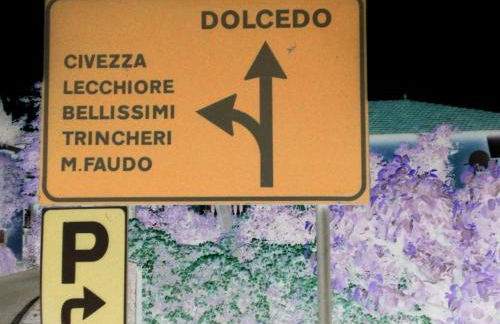 DOLCEDO
CIVEZZA
LECCHIORE
BELLISSIMI
TRINCHERI
M.FAUDO
P